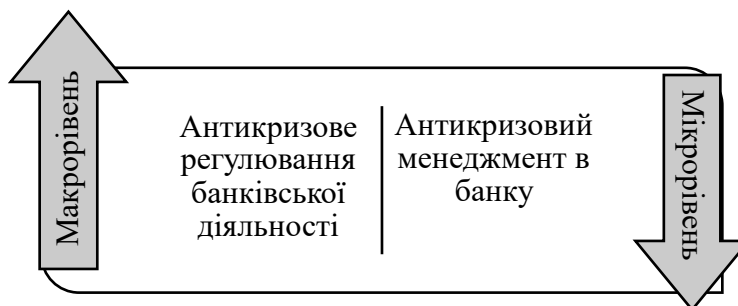 Макрорівень
Антикризове
регулювання
банківської
діяльності
Антикризовий
менеджмент в
банку
Мікрорівень